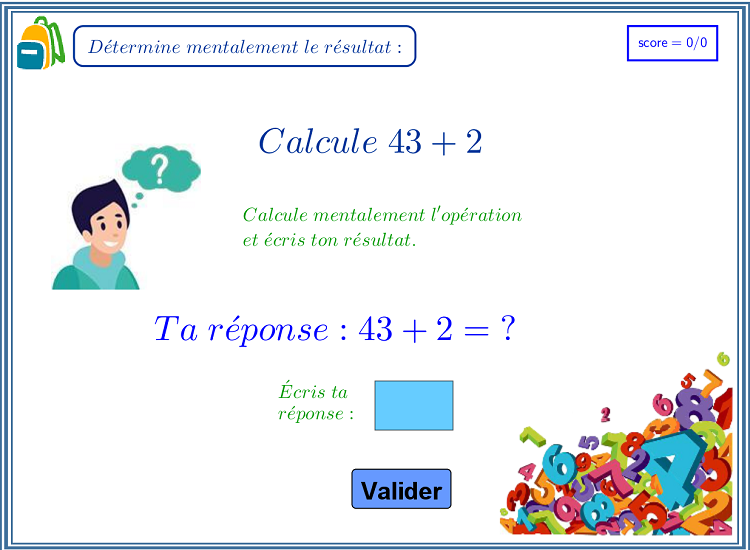 Détermine mentalement le résultat :
score = 0/0
Calcule 43 + 2
?
Calcule mentalement l'opération
et écris ton résultat.
Ta réponse : 43 + 2 = ?
Écris ta
réponse :
Valider